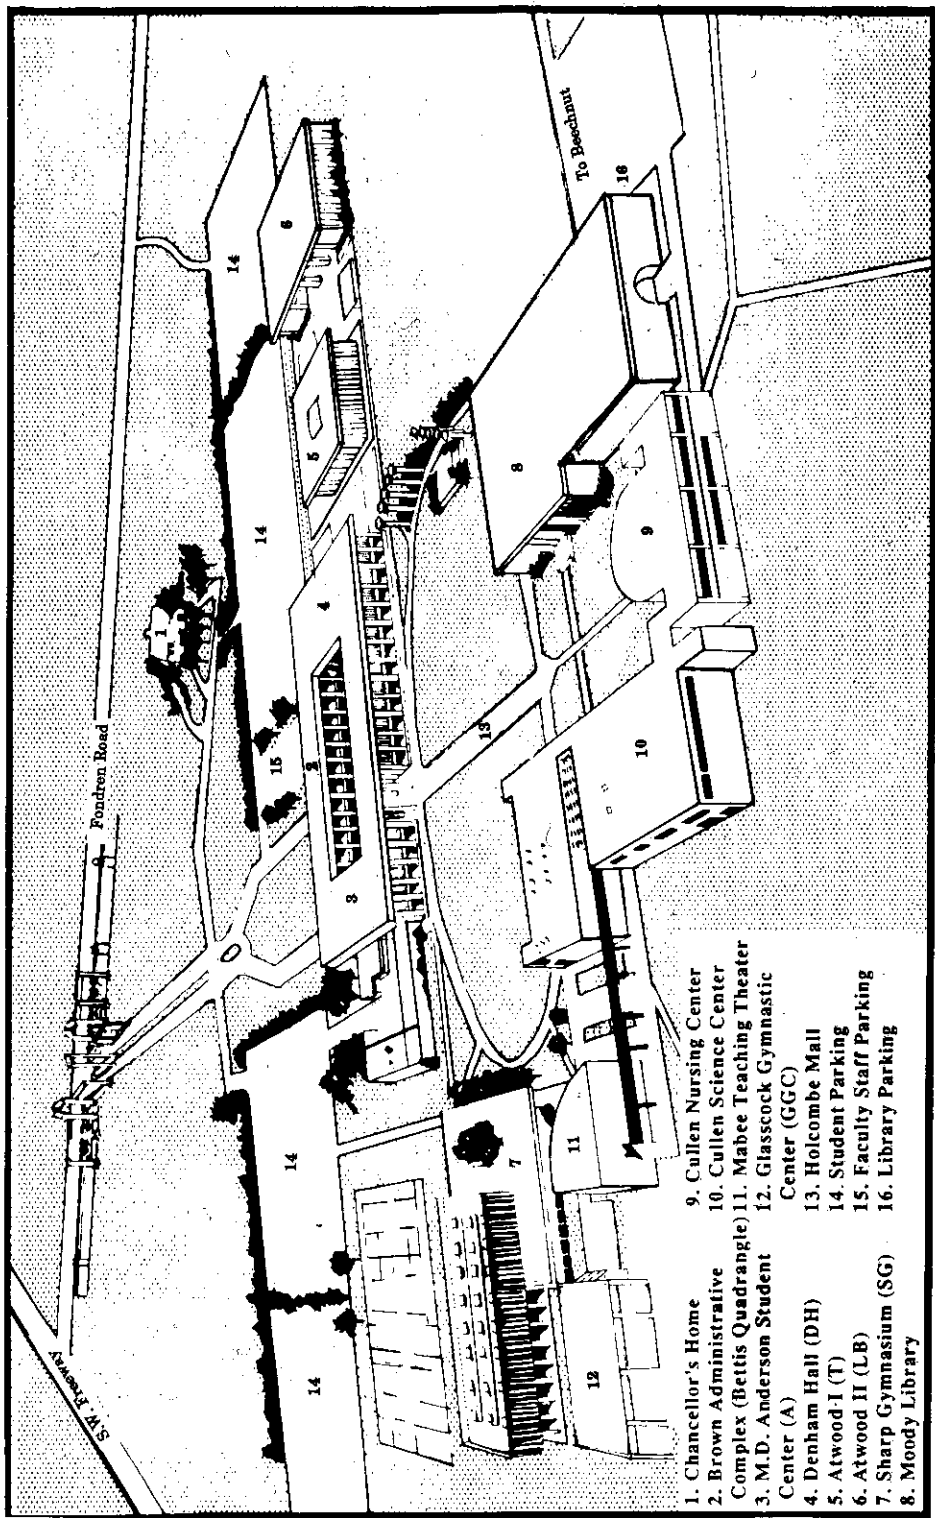 S.W. Freeway
Fondren Road
To Beechnut
1
14
14
14
14
6
5
4
15
2
3
13
8
16
9
10
7
11
12
1. Chancellor's Home
2. Brown Administrative
Complex (Bettis Quadrangle)
3. M.D. Anderson Student
Center (A)
4. Denham Hall (DH)
5. Atwood I (T)
6. Atwood II (LB)
7. Sharp Gymnasium (SG)
8. Moody Library
9. Cullen Nursing Center
10. Cullen Science Center
11. Mabee Teaching Theater
12. Glasscock Gymnastic
Center (GGC)
13. Holcombe Mall
14. Student Parking
15. Faculty Staff Parking
16. Library Parking